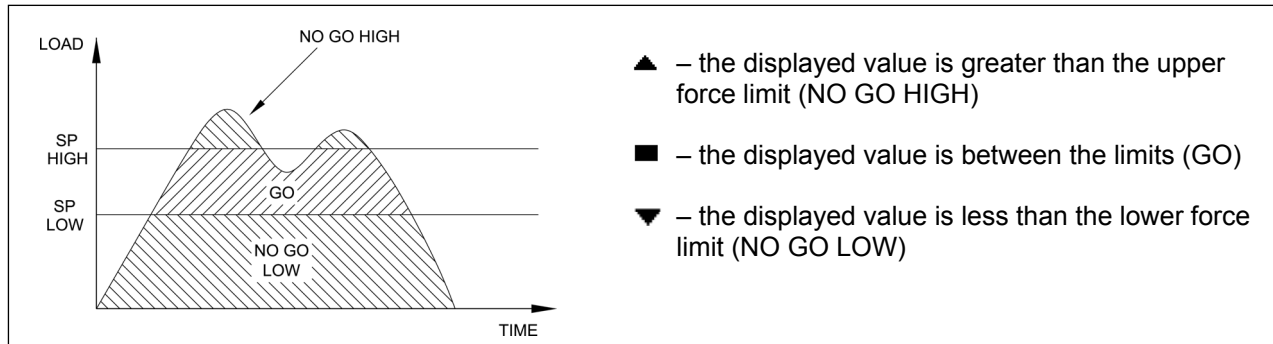 LOAD
NO GO HIGH
SP
HIGH
SP
LOW
GO
NO GO
LOW
TIME
▲ – the displayed value is greater than the upper
force limit (NO GO HIGH)
■ – the displayed value is between the limits (GO)
▼ – the displayed value is less than the lower force
limit (NO GO LOW)